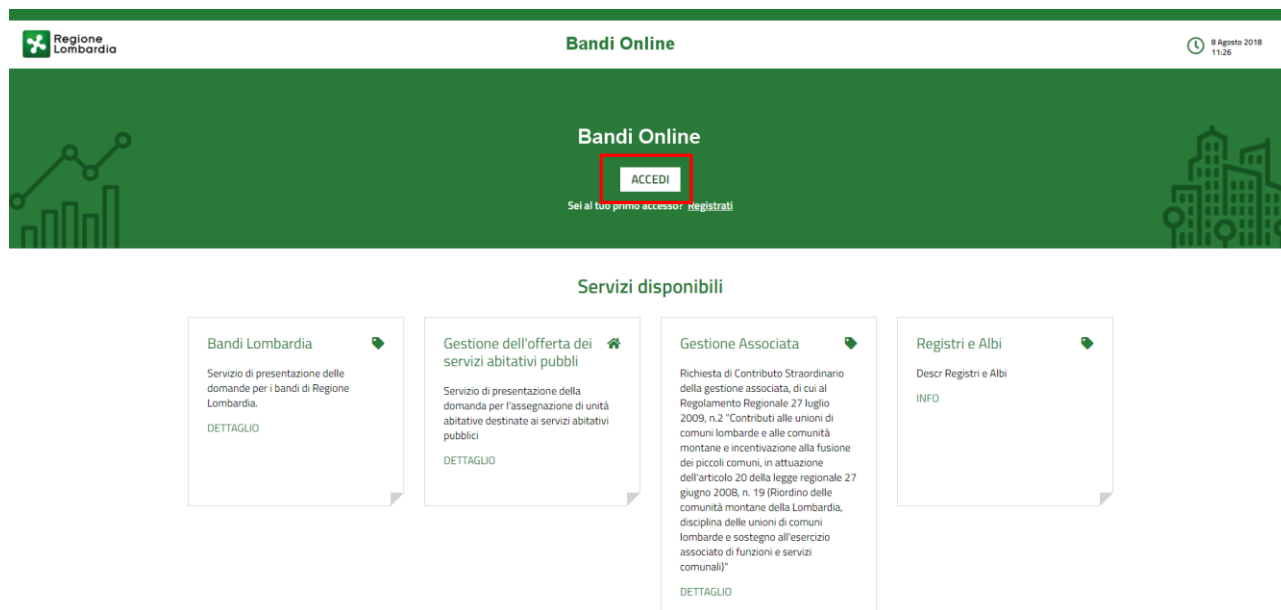 Regione
Lombardia
Bandi Online
8 Agosto 2018
11:26
Bandi Online
ACCEDI
Sei al tuo primo accesso? Registrati
Servizi disponibili
Bandi Lombardia
Servizio di presentazione delle
domande per i bandi di Regione
Lombardia.
DETTAGLIO
Gestione dell'offerta dei
servizi abitativi pubbli
Servizio di presentazione della
domanda per l'assegnazione di unità
abitative destinate ai servizi abitativi
pubblici
DETTAGLIO
Gestione Associata
Richiesta di Contributo Straordinario
della gestione associata, di cui al
Regolamento Regionale 27 luglio
2009, n.2 "Contributi alle unioni di
comuni lombarde e alle comunità
montane e incentivazione alla fusione
dei piccoli comuni, in attuazione
dell'articolo 20 della legge regionale 27
giugno 2008, n. 19 (Riordino delle
comunità montane della Lombardia,
disciplina delle unioni di comuni
lombarde e sostegno all'esercizio
associato di funzioni e servizi
comunali)"
DETTAGLIO
Registri e Albi
Descr Registri e Albi
INFO